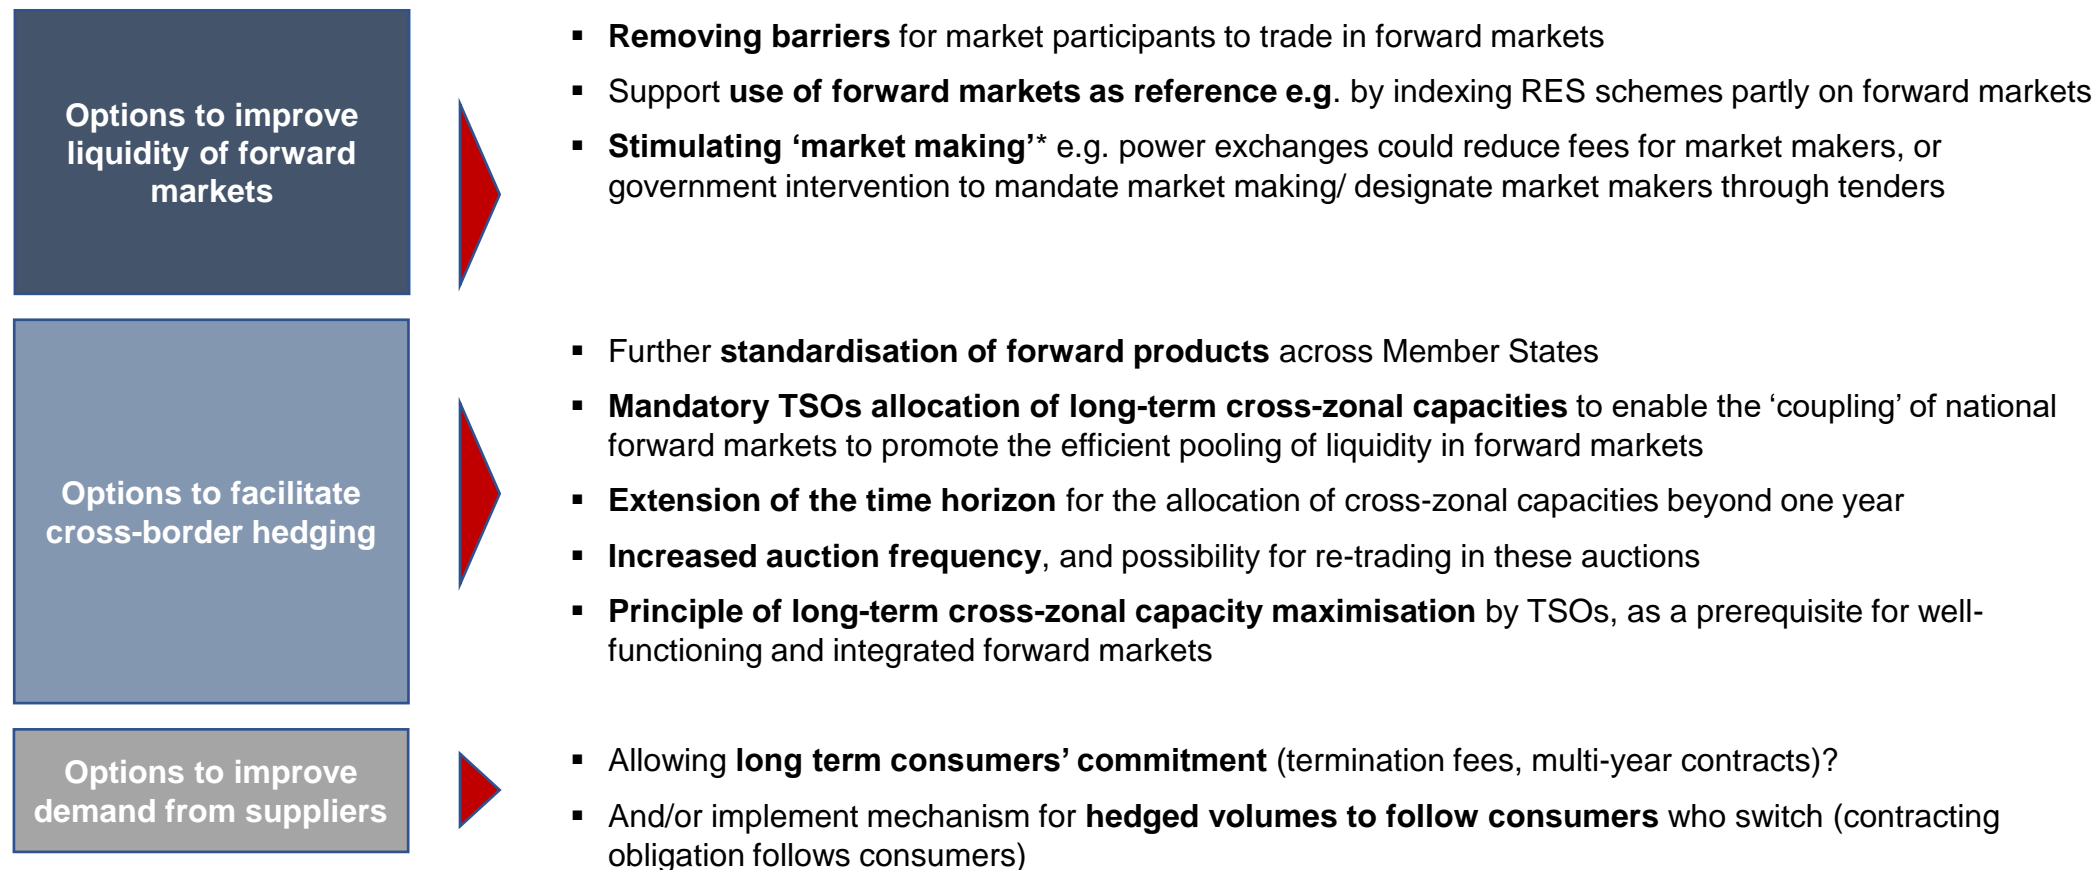 Options to improve
liquidity of forward
markets
▪ Removing barriers for market participants to trade in forward markets
▪ Support use of forward markets as reference e.g. by indexing RES schemes partly on forward markets
▪ Stimulating ‘market making’* e.g. power exchanges could reduce fees for market makers, or
government intervention to mandate market making/ designate market makers through tenders
Options to facilitate
cross-border hedging
▪ Further standardisation of forward products across Member States
▪ Mandatory TSOs allocation of long-term cross-zonal capacities to enable the ‘coupling’ of national
forward markets to promote the efficient pooling of liquidity in forward markets
▪ Extension of the time horizon for the allocation of cross-zonal capacities beyond one year
▪ Increased auction frequency, and possibility for re-trading in these auctions
▪ Principle of long-term cross-zonal capacity maximisation by TSOs, as a prerequisite for well-
functioning and integrated forward markets
Options to improve
demand from suppliers
▪ Allowing long term consumers’ commitment (termination fees, multi-year contracts)?
▪ And/or implement mechanism for hedged volumes to follow consumers who switch (contracting
obligation follows consumers)